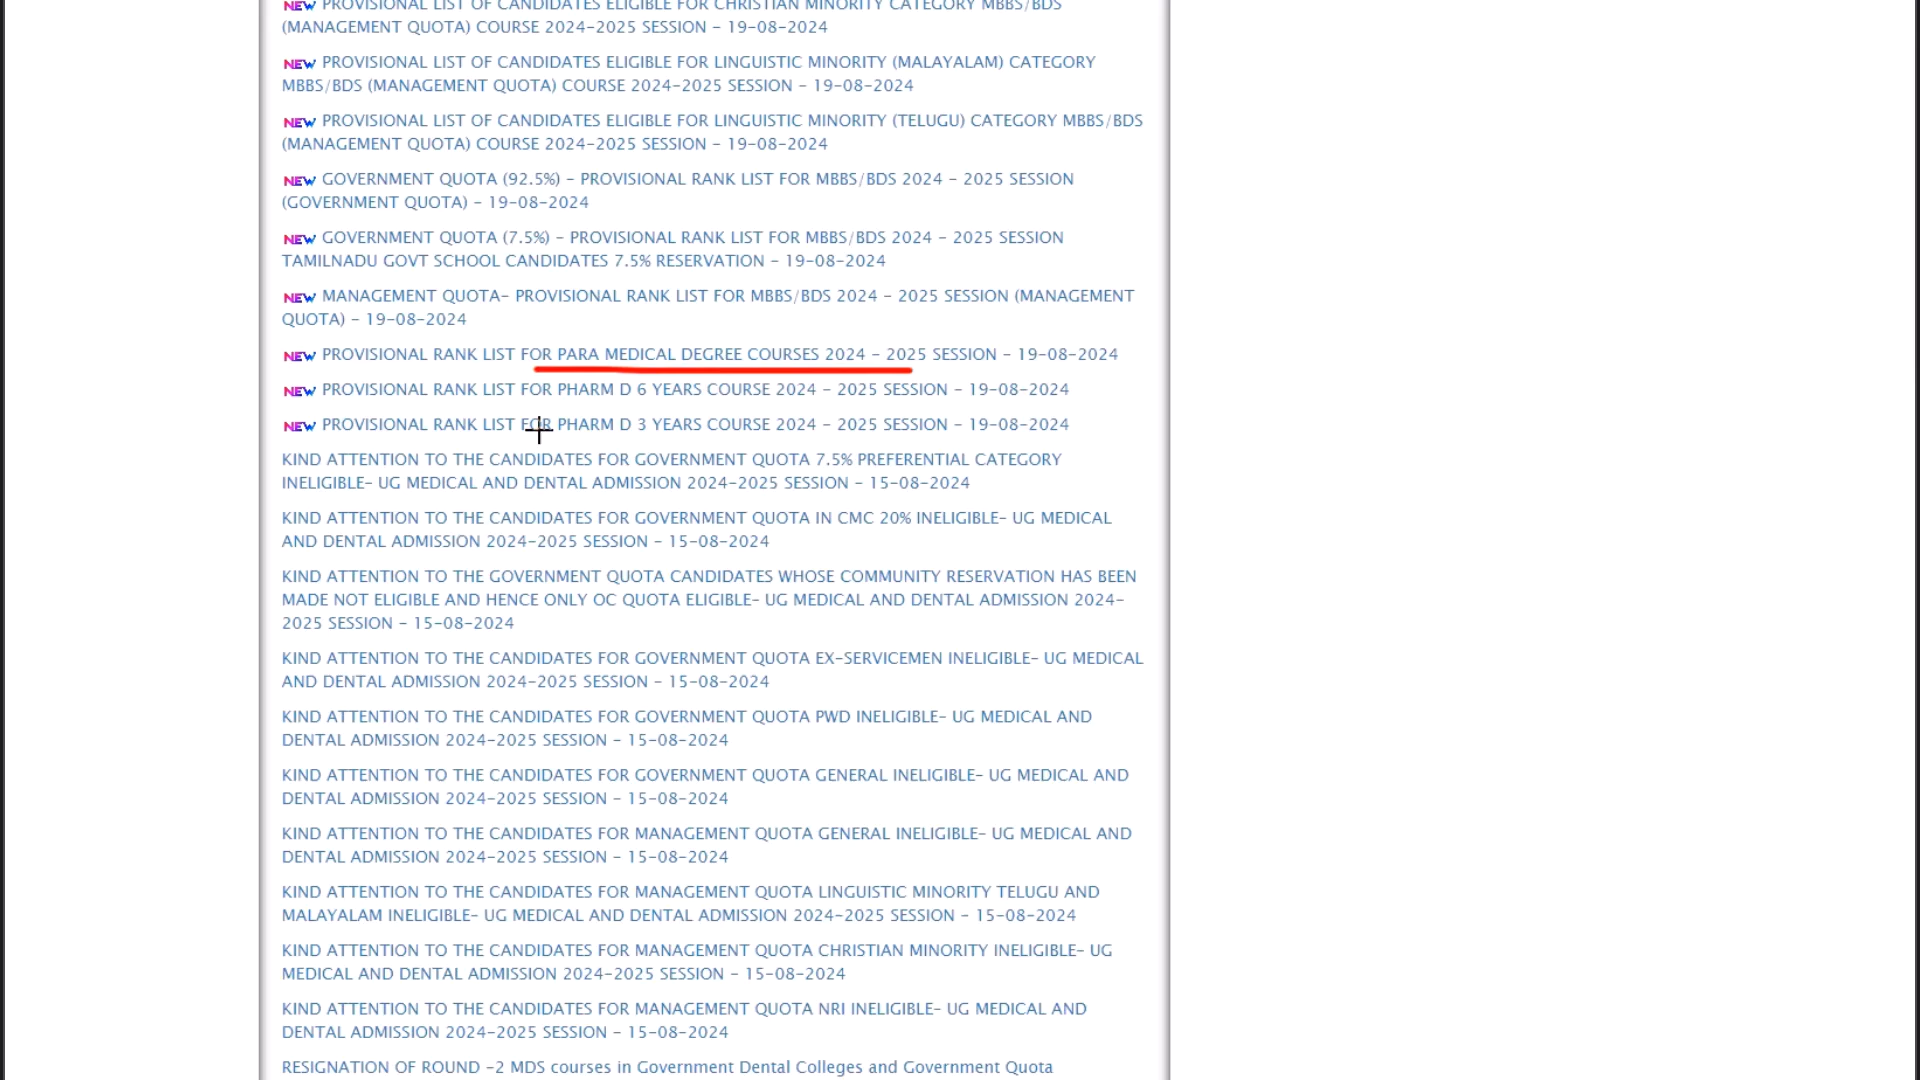 NEW PROVISIONAL LIST OF CANDIDATES ELIGIBLE FOR CHRISTIAN MINORITY CATEGORY MBBS/BDS
(MANAGEMENT QUOTA) COURSE 2024-2025 SESSION - 19-08-2024
NEW PROVISIONAL LIST OF CANDIDATES ELIGIBLE FOR LINGUISTIC MINORITY (MALAYALAM) CATEGORY
MBBS/BDS (MANAGEMENT QUOTA) COURSE 2024-2025 SESSION - 19-08-2024
NEW PROVISIONAL LIST OF CANDIDATES ELIGIBLE FOR LINGUISTIC MINORITY (TELUGU) CATEGORY MBBS/BDS
(MANAGEMENT QUOTA) COURSE 2024-2025 SESSION - 19-08-2024
NEW GOVERNMENT QUOTA (92.5%) - PROVISIONAL RANK LIST FOR MBBS/BDS 2024 - 2025 SESSION
(GOVERNMENT QUOTA) - 19-08-2024
NEW GOVERNMENT QUOTA (7.5%) - PROVISIONAL RANK LIST FOR MBBS/BDS 2024 - 2025 SESSION
TAMILNADU GOVT SCHOOL CANDIDATES 7.5% RESERVATION - 19-08-2024
NEW MANAGEMENT QUOTA- PROVISIONAL RANK LIST FOR MBBS/BDS 2024 - 2025 SESSION (MANAGEMENT
QUOTA) - 19-08-2024
NEW PROVISIONAL RANK LIST FOR PARA MEDICAL DEGREE COURSES 2024 - 2025 SESSION - 19-08-2024
NEW PROVISIONAL RANK LIST FOR PHARM D 6 YEARS COURSE 2024 - 2025 SESSION - 19-08-2024
NEW PROVISIONAL RANK LIST FOR PHARM D 3 YEARS COURSE 2024 - 2025 SESSION - 19-08-2024
KIND ATTENTION TO THE CANDIDATES FOR GOVERNMENT QUOTA 7.5% PREFERENTIAL CATEGORY
INELIGIBLE- UG MEDICAL AND DENTAL ADMISSION 2024-2025 SESSION - 15-08-2024
KIND ATTENTION TO THE CANDIDATES FOR GOVERNMENT QUOTA IN CMC 20% INELIGIBLE- UG MEDICAL
AND DENTAL ADMISSION 2024-2025 SESSION - 15-08-2024
KIND ATTENTION TO THE GOVERNMENT QUOTA CANDIDATES WHOSE COMMUNITY RESERVATION HAS BEEN
MADE NOT ELIGIBLE AND HENCE ONLY OC QUOTA ELIGIBLE- UG MEDICAL AND DENTAL ADMISSION 2024-
2025 SESSION - 15-08-2024
KIND ATTENTION TO THE CANDIDATES FOR GOVERNMENT QUOTA EX-SERVICEMEN INELIGIBLE- UG MEDICAL
AND DENTAL ADMISSION 2024-2025 SESSION - 15-08-2024
KIND ATTENTION TO THE CANDIDATES FOR GOVERNMENT QUOTA PWD INELIGIBLE- UG MEDICAL AND
DENTAL ADMISSION 2024-2025 SESSION - 15-08-2024
KIND ATTENTION TO THE CANDIDATES FOR GOVERNMENT QUOTA GENERAL INELIGIBLE- UG MEDICAL AND
DENTAL ADMISSION 2024-2025 SESSION - 15-08-2024
KIND ATTENTION TO THE CANDIDATES FOR MANAGEMENT QUOTA GENERAL INELIGIBLE- UG MEDICAL AND
DENTAL ADMISSION 2024-2025 SESSION - 15-08-2024
KIND ATTENTION TO THE CANDIDATES FOR MANAGEMENT QUOTA LINGUISTIC MINORITY TELUGU AND
MALAYALAM INELIGIBLE- UG MEDICAL AND DENTAL ADMISSION 2024-2025 SESSION - 15-08-2024
KIND ATTENTION TO THE CANDIDATES FOR MANAGEMENT QUOTA CHRISTIAN MINORITY INELIGIBLE- UG
MEDICAL AND DENTAL ADMISSION 2024-2025 SESSION - 15-08-2024
KIND ATTENTION TO THE CANDIDATES FOR MANAGEMENT QUOTA NRI INELIGIBLE- UG MEDICAL AND
DENTAL ADMISSION 2024-2025 SESSION - 15-08-2024
RESIGNATION OF ROUND -2 MDS courses in Government Dental Colleges and Government Quota